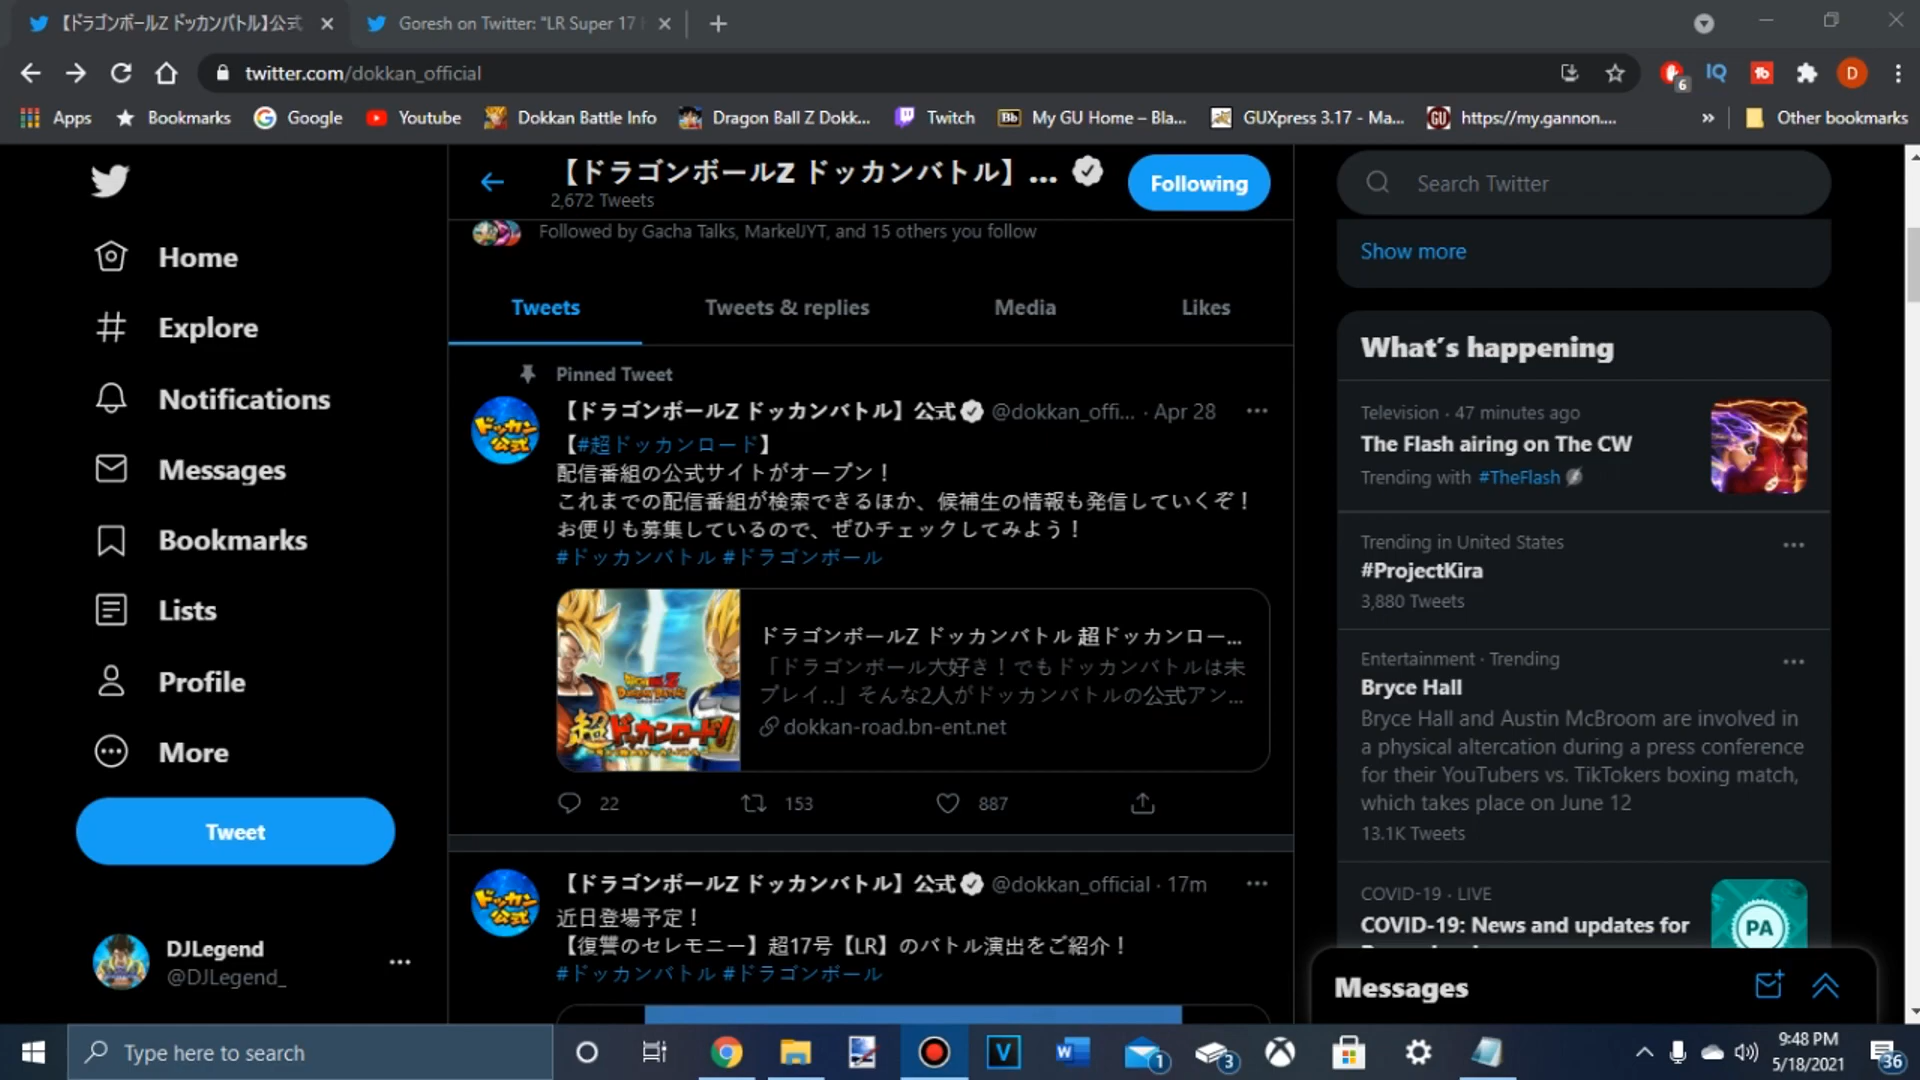 【ドラゴンボールZ ドッカンバトル】公式
Goresh on Twitter: "LR Super 17
twitter.com/dokkan_official
6
D
Apps
Bookmarks
Google
Youtube
Dokkan Battle Info
Dragon Ball Z Dokk...
Twitch
Bb
My GU Home – Bla...
GUXpress 3.17 - Ma...
GU
https://my.gannon....
»
Other bookmarks
Home
Explore
Notifications
Messages
Bookmarks
Lists
Profile
More
Tweet
DJLegend
@DJLegend_
【ドラゴンボールZ ドッカンバトル】...
2,672 Tweets
Following
Followed by Gacha Talks, MarkelJYT, and 15 others you follow
Tweets
Tweets & replies
Media
Likes
Pinned Tweet
【ドラゴンボールZ ドッカンバトル】公式 @dokkan_offi... · Apr 28
【#超ドッカンロード】
配信番組の公式サイトがオープン！
これまでの配信番組が検索できるほか、候補生の情報も発信していくぞ！
お便りも募集しているので、ぜひチェックしてみよう！
#ドッカンバトル #ドラゴンボール
超ドッカンロード!
ドラゴンボールZ ドッカンバトル 超ドッカンロー...
「ドラゴンボール大好き！でもドッカンバトルは未
プレイ..」そんな2人がドッカンバトルの公式アン...
dokkan-road.bn-ent.net
22
153
887
ドッカン
公式
【ドラゴンボールZ ドッカンバトル】公式 @dokkan_official · 17m
近日登場予定！
【復讐のセレモニー】超17号【LR】のバトル演出をご紹介！
#ドッカンバトル #ドラゴンボール
Search Twitter
Show more
What's happening
Television · 47 minutes ago
The Flash airing on The CW
Trending with #TheFlash
Trending in United States
#ProjectKira
3,880 Tweets
Entertainment · Trending
Bryce Hall
Bryce Hall and Austin McBroom are involved in
a physical altercation during a press conference
for their YouTubers vs. TikTokers boxing match,
which takes place on June 12
13.1K Tweets
COVID-19 · LIVE
COVID-19: News and updates for
PA
Messages
Type here to search
1
3
9:48 PM
5/18/2021
36